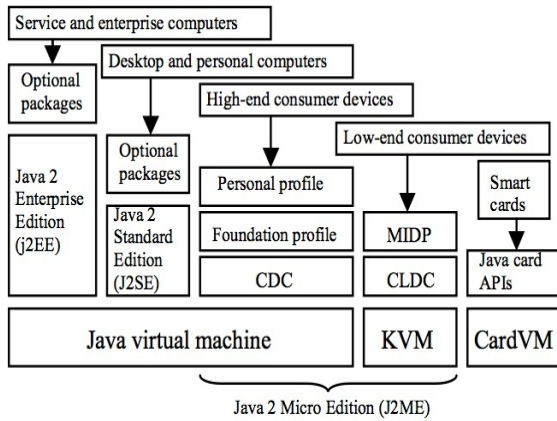 Service and enterprise computers
Optional
packages
Desktop and personal computers
High-end consumer devices
Low-end consumer devices
Java 2
Enterprise
Edition
(j2EE)
Optional
packages
Java 2
Standard
Edition
(J2SE)
Personal profile
Foundation profile
CDC
MIDP
CLDC
Smart
cards
Java card
APIs
Java virtual machine
KVM
CardVM
Java 2 Micro Edition (J2ME)